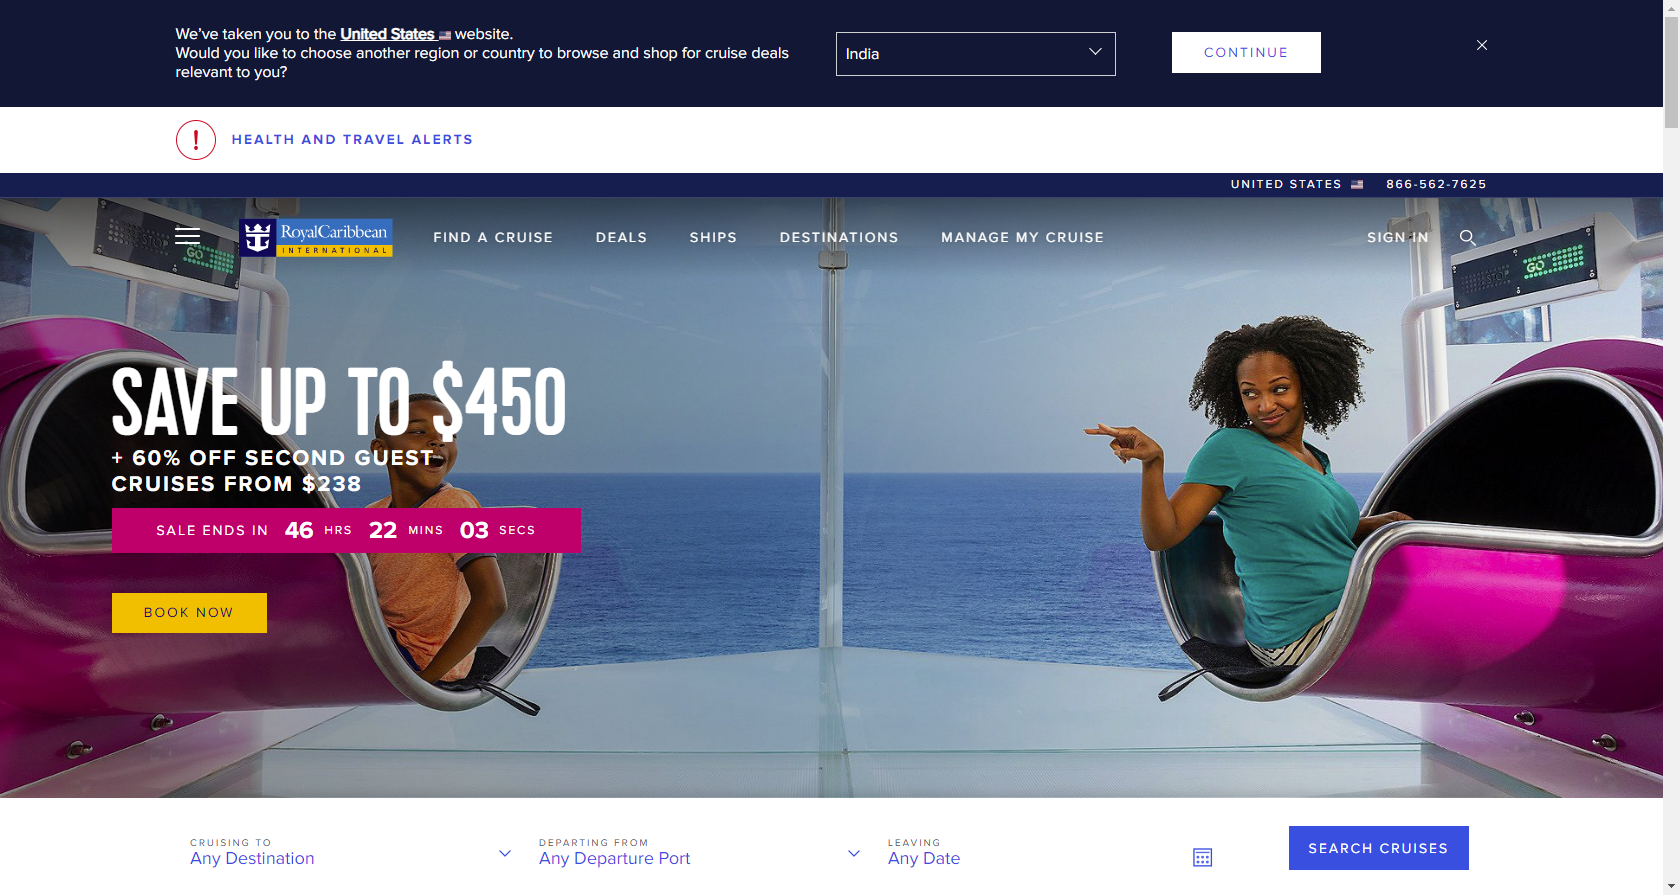 We've taken you to the United States website.
Would you like to choose another region or country to browse and shop for cruise deals
relevant to you?
India
CONTINUE
HEALTH AND TRAVEL ALERTS
UNITED STATES
866-562-7625
RoyalCaribbean
INTERNATIONAL
FIND A CRUISE
DEALS
SHIPS
DESTINATIONS
MANAGE MY CRUISE
SIGN IN
STOP
GO
STOP
GO
SAVE UP TO $450
+ 60% OFF SECOND GUEST
CRUISES FROM $238
SALE ENDS IN 46 HRS 22 MINS 03 SECS
BOOK NOW
CRUISING TO
Any Destination
DEPARTING FROM
Any Departure Port
LEAVING
Any Date
SEARCH CRUISES